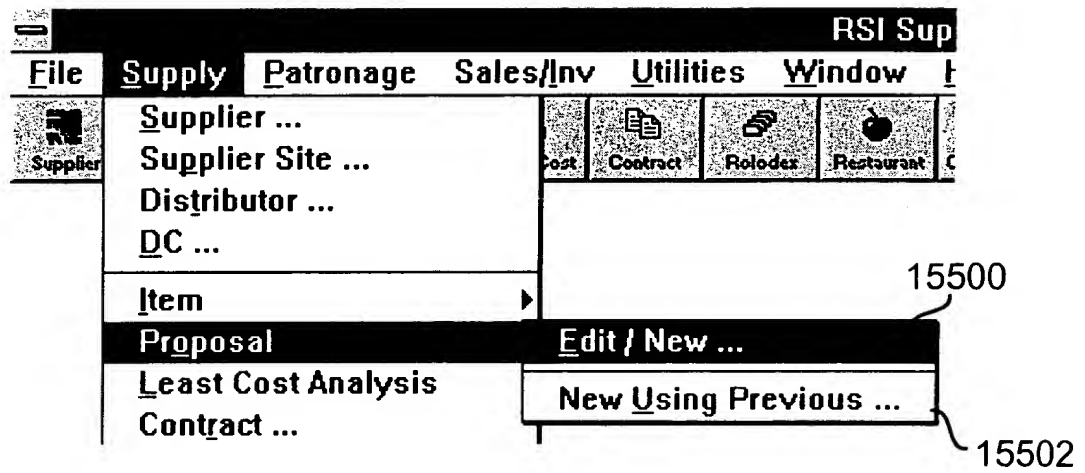 RSI Sup
File Supply Patronage Sales/Inv Utilities Window
Supplier ost Contract Rolodex Restaurant
Supplier ...
Supplier Site ...
Distributor ...
DC ...
Item
Proposal
Least Cost Analysis
Contract ...
15500
Edit / New ...
New Using Previous ...
15502